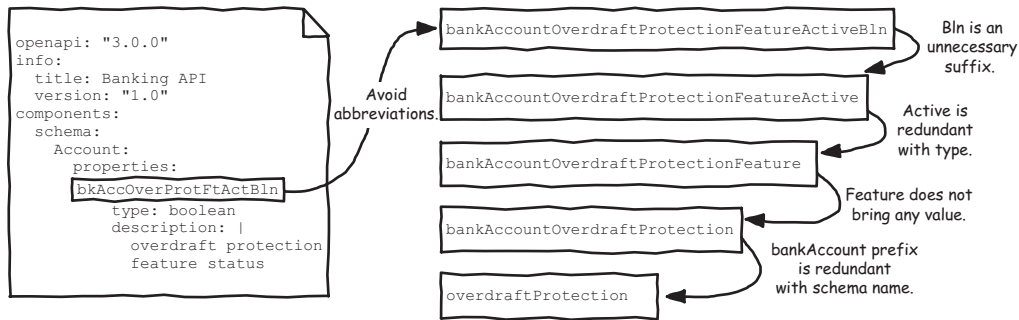 openapi: "3.0.0"
info:
title: Banking API
version: "1.0"
components:
schema:
Account:
properties:
bkAccOverProtFtActBln
type: boolean
description: |
overdraft protection
feature status
Avoid
abbreviations.
bankAccountOverdraftProtectionFeatureActiveBln
Bln is an
unnecessary
suffix.
bankAccountOverdraftProtectionFeatureActive
Active is
redundant
with type.
bankAccountOverdraftProtectionFeature
Feature does not
bring any value.
bankAccountOverdraftProtection
bankAccount prefix
is redundant
with schema name.
overdraftProtection